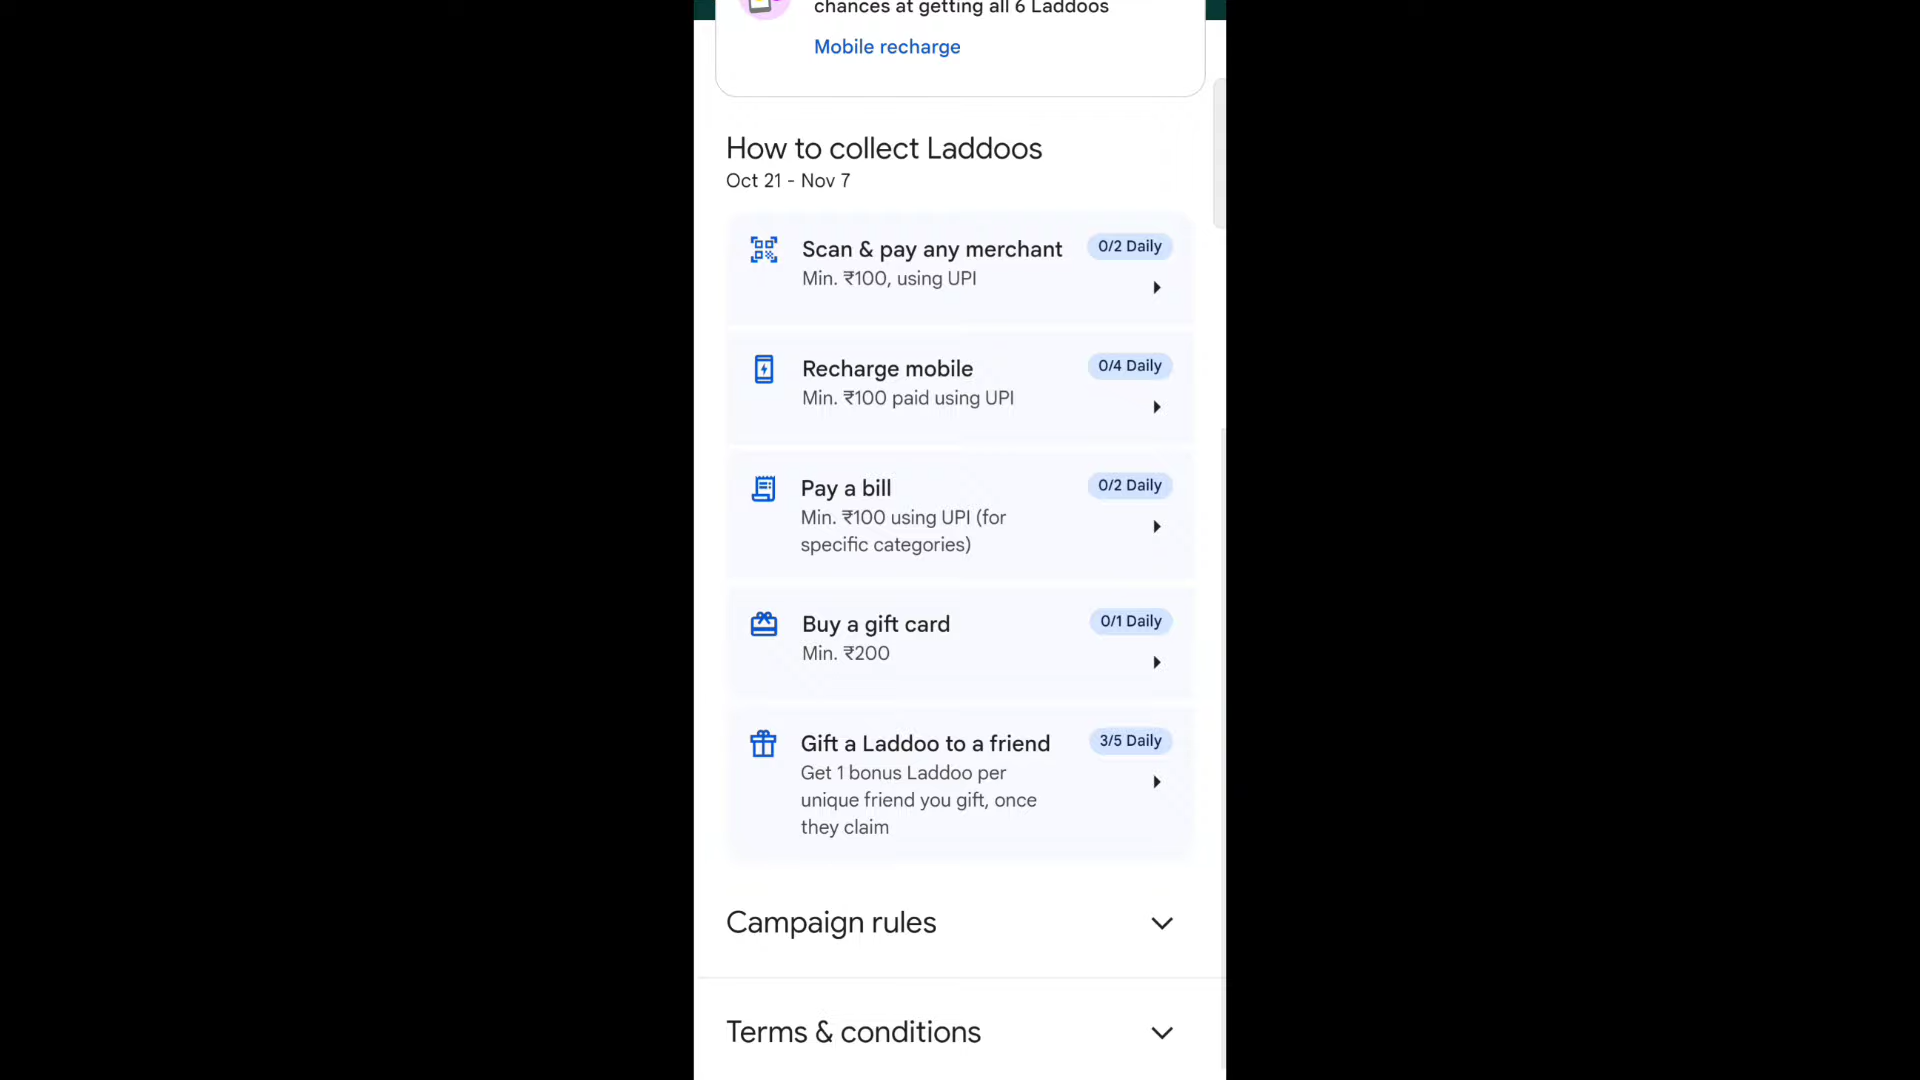 chances at getting all 6 Laddoos
Mobile recharge
How to collect Laddoos
Oct 21 - Nov 7
Scan & pay any merchant
0/2 Daily
Min. ₹100, using UPI
Recharge mobile
0/4 Daily
Min. ₹100 paid using UPI
Pay a bill
0/2 Daily
Min. ₹100 using UPI (for
specific categories)
Buy a gift card
0/1 Daily
Min. ₹200
Gift a Laddoo to a friend
3/5 Daily
Get 1 bonus Laddoo per
unique friend you gift, once
they claim
Campaign rules
Terms & conditions